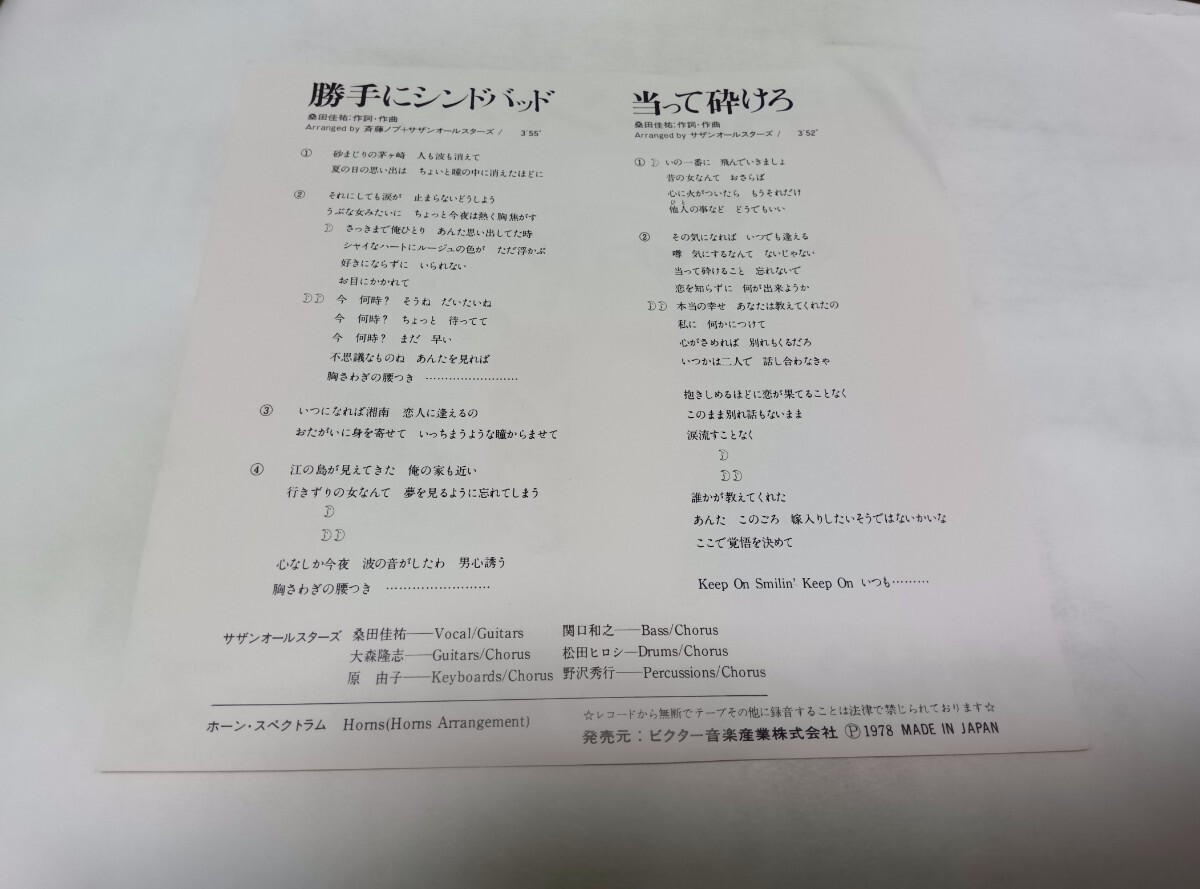 勝手にシンドバッド
桑田佳祐:作詞・作曲
Arranged by 斉藤ノブ+サザンオールスターズ / 3'55"
① 砂まじりの茅ヶ崎 人も波も消えて
夏の日の思い出は ちょいと瞳の中に消えたほどに
② それにしても涙が 止まらないどうしよう
うぶな女みたいに ちょっと今夜は熱く胸焦がす
D さっきまで俺ひとり あんた思い出してた時
シャイなハートにルージュの色が ただ浮かぶ
好きにならずに いられない
お目にかかれて
DD 今 何時? そうね だいたいね
今 何時? ちょっと 待ってて
今 何時? まだ 早い
不思議なものね あんたを見れば
胸さわぎの腰つき ……………………
③ いつになれば湘南 恋人に逢えるの
おたがいに身を寄せて いっちまうような瞳からませて
④ 江の島が見えてきた 俺の家も近い
行きずりの女なんて 夢を見るように忘れてしまう
D
DD
心なしか今夜 波の音がしたわ 男心誘う
胸さわぎの腰つき ……………………
当って砕けろ
桑田佳祐:作詞・作曲
Arranged by サザンオールスターズ / 3'52"
① D いの一番に 飛んでいきましょ
昔の女なんて おさらば
心に火がついたら もうそれだけ
他人の事など どうでもいい
② その気になれば いつでも逢える
噂 気にするなんて ないじゃない
当って砕けること 忘れないで
恋を知らずに 何が出来ようか
DD 本当の幸せ あなたは教えてくれたの
私に 何かにつけて
心がさめれば 別れもくるだろ
いつかは二人で 話し合わなきゃ
抱きしめるほどに恋が果てることなく
このまま別れ話もないまま
涙流すことなく
D
DD
誰かが教えてくれた
あんた このごろ 嫁入りしたいそうではないかいな
ここで覚悟を決めて
Keep On Smilin' Keep On いつも………
サザンオールスターズ 桑田佳祐——Vocal/Guitars 関口和之——Bass/Chorus
大森隆志——Guitars/Chorus 松田ヒロシ—Drums/Chorus
原 由子——Keyboards/Chorus 野沢秀行——Percussions/Chorus
ホーン・スペクトラム Horns(Horns Arrangement)
☆レコードから無断でテープその他に録音することは法律で禁じられております☆
発売元:ビクター音楽産業株式会社 Ⓟ1978 MADE IN JAPAN